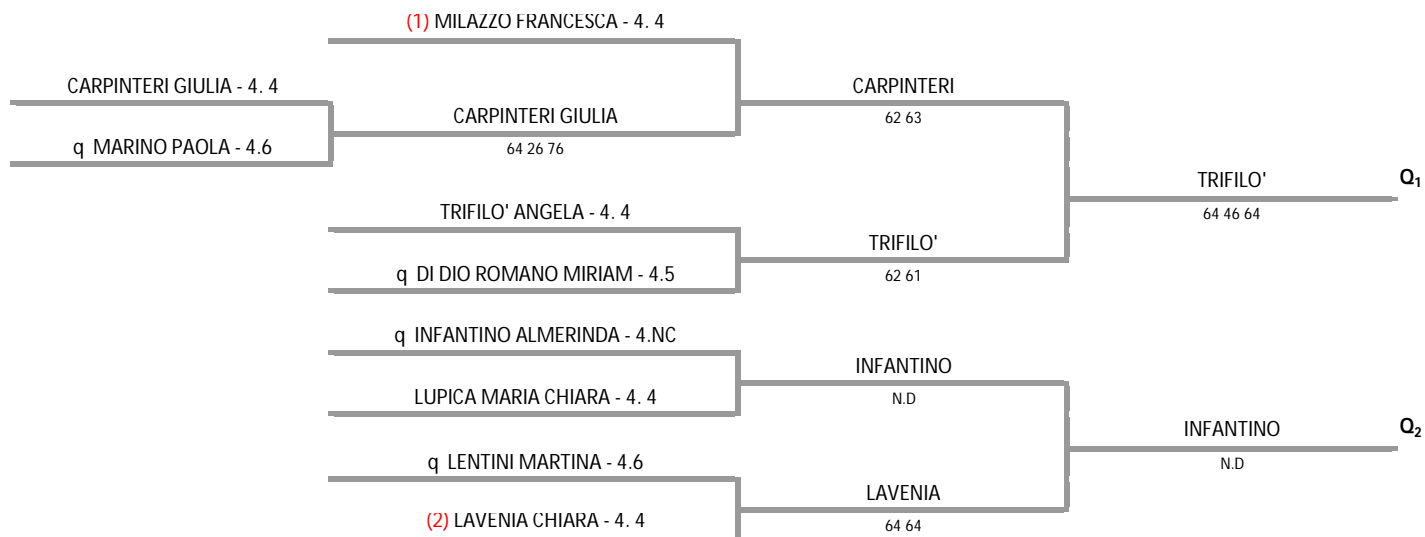 (1) MILAZZO FRANCESCA - 4. 4
CARPINTERI GIULIA - 4. 4
CARPINTERI
CARPINTERI GIULIA
62 63
q MARINO PAOLA - 4.6
64 26 76
TRIFILO'
Q1
TRIFILO' ANGELA - 4. 4
64 46 64
TRIFILO'
q DI DIO ROMANO MIRIAM - 4.5
62 61
q INFANTINO ALMERINDA - 4.NC
INFANTINO
LUPICA MARIA CHIARA - 4. 4
N.D
INFANTINO
Q2
q LENTINI MARTINA - 4.6
N.D
LAVENIA
(2) LAVENIA CHIARA - 4. 4
64 64